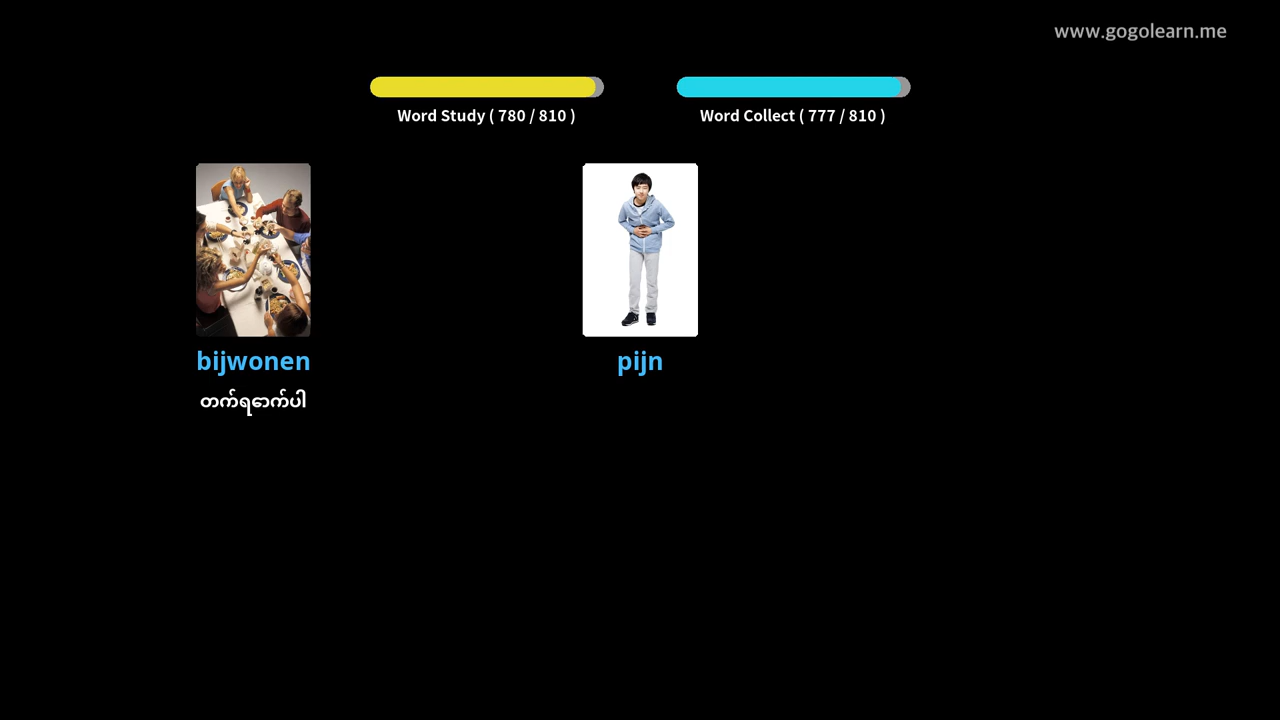 www.gogolearn.me
Word Study ( 780 / 810 )
Word Collect ( 777 / 810 )
bijwonen
pijn
တက်ရောက်ပါ